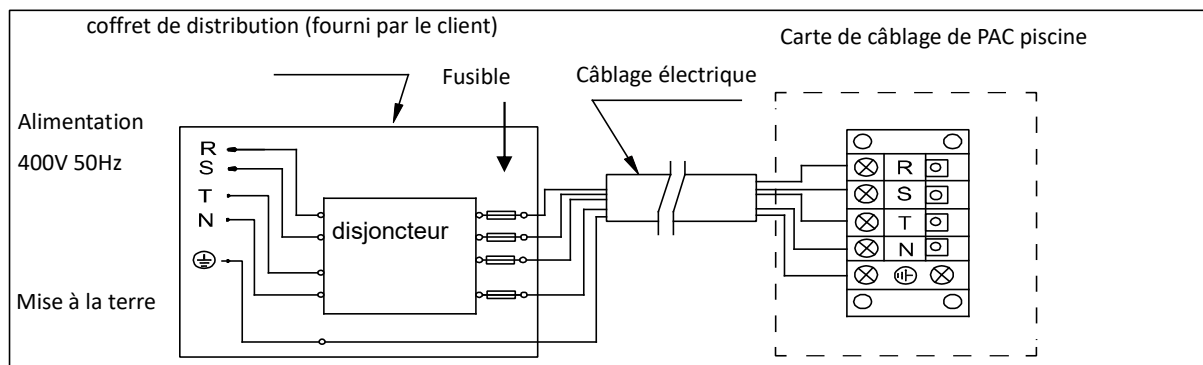 coffret de distribution (fourni par le client)
Carte de câblage de PAC piscine
Fusible
Câblage électrique
Alimentation
400V 50Hz
R
S
T
N
disjoncteur
Mise à la terre
R
S
T
N